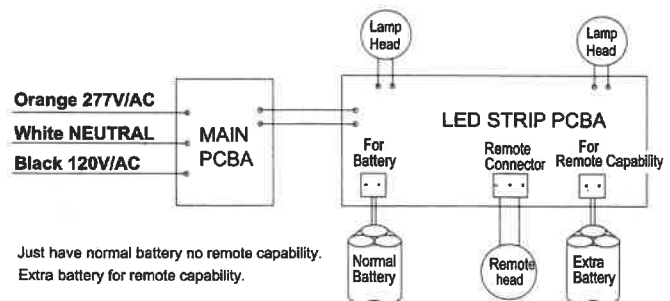 Lamp
Head
Lamp
Head
Orange 277V/AC
White NEUTRAL
Black 120V/AC
MAIN
PCBA
LED STRIP PCBA
For
Battery
Remote
Connector
For
Remote Capability
Just have normal battery no remote capability.
Extra battery for remote capability.
Normal
Battery
Remote
head
Extra
Battery